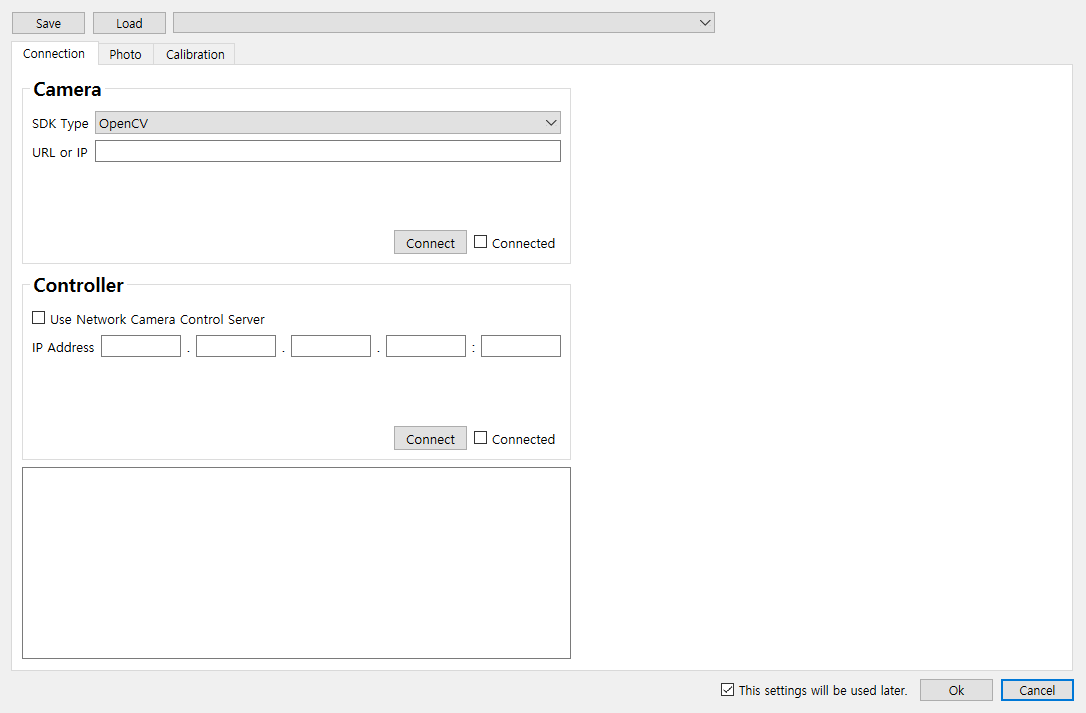 Save Load
Connection Photo Calibration
Camera
SDK Type OpenCV
URL or IP
Connect Connected
Controller
Use Network Camera Control Server
IP Address . . . :
Connect Connected
This settings will be used later. Ok Cancel